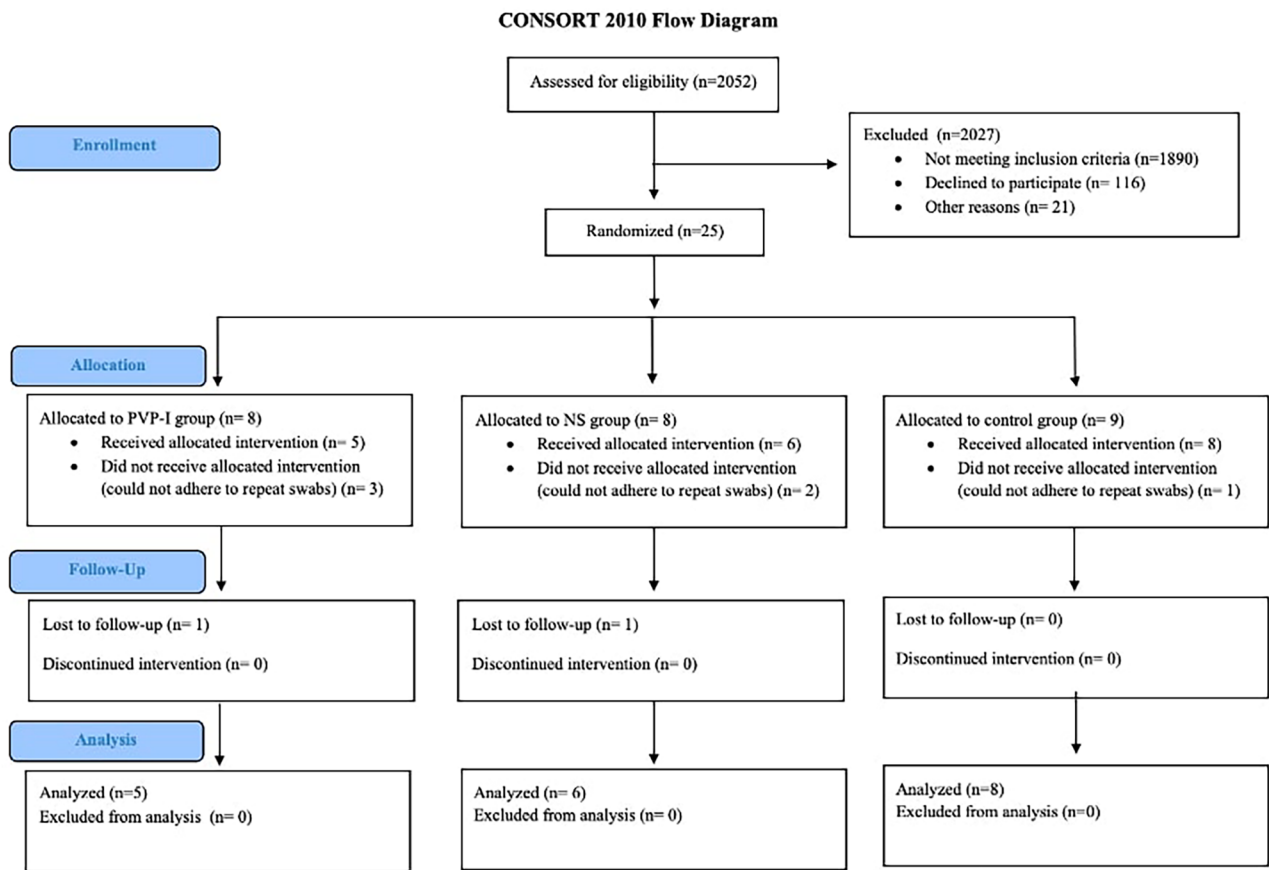 CONSORT 2010 Flow Diagram
Assessed for eligibility (n=2052)
Enrollment
Excluded (n=2027)
• Not meeting inclusion criteria (n=1890)
• Declined to participate (n= 116)
• Other reasons (n= 21)
Randomized (n=25)
Allocation
Allocated to PVP-I group (n= 8)
• Received allocated intervention (n= 5)
• Did not receive allocated intervention
(could not adhere to repeat swabs) (n= 3)
Allocated to NS group (n= 8)
• Received allocated intervention (n= 6)
• Did not receive allocated intervention
(could not adhere to repeat swabs) (n= 2)
Allocated to control group (n= 9)
• Received allocated intervention (n= 8)
• Did not receive allocated intervention
(could not adhere to repeat swabs) (n= 1)
Follow-Up
Lost to follow-up (n= 1)
Discontinued intervention (n= 0)
Lost to follow-up (n= 1)
Discontinued intervention (n= 0)
Lost to follow-up (n= 0)
Discontinued intervention (n= 0)
Analysis
Analyzed (n=5)
Excluded from analysis (n= 0)
Analyzed (n= 6)
Excluded from analysis (n= 0)
Analyzed (n=8)
Excluded from analysis (n=0)